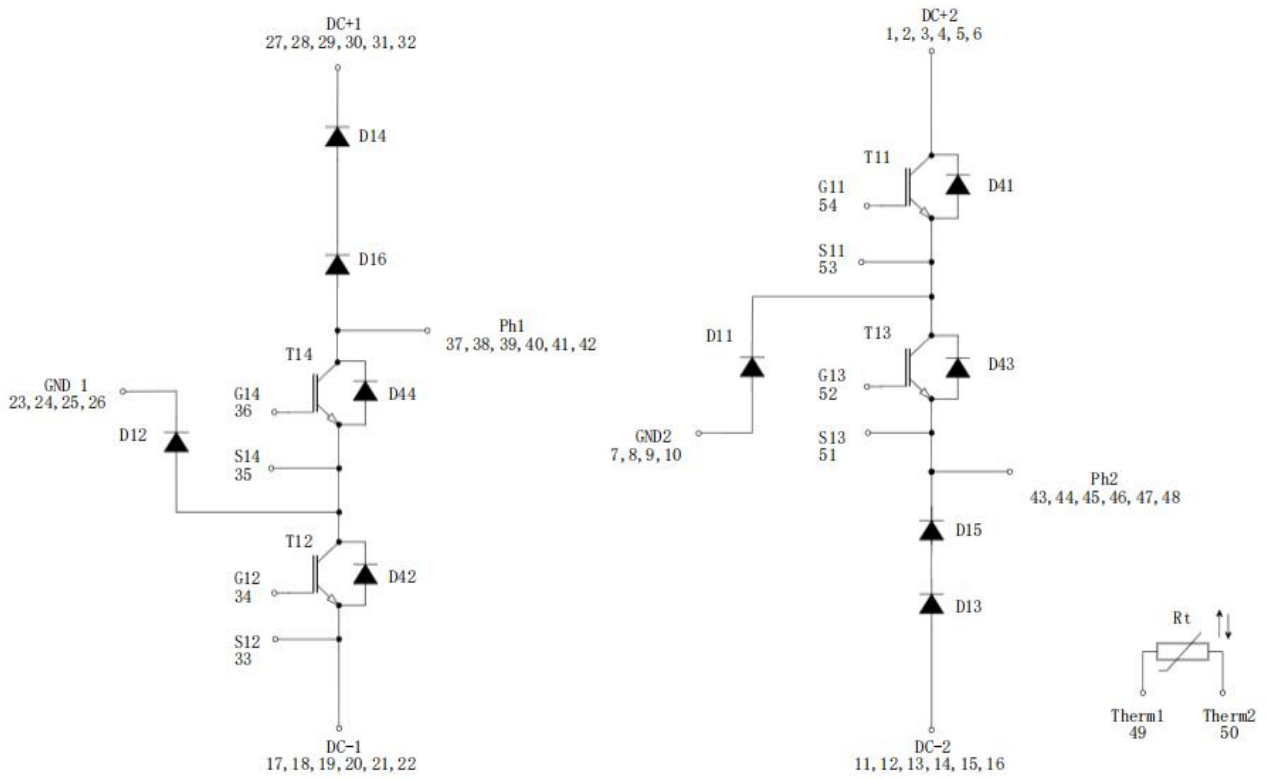 DC+1
27, 28, 29, 30, 31, 32
D14
D16
Ph1
37, 38, 39, 40, 41, 42
T14
GND 1
23, 24, 25, 26
G14
36
D44
D12
S14
35
T12
G12
34
D42
S12
33
DC-1
17, 18, 19, 20, 21, 22
DC+2
1, 2, 3, 4, 5, 6
T11
G11
54
D41
S11
53
D11
T13
G13
52
D43
GND2
7, 8, 9, 10
S13
51
Ph2
43, 44, 45, 46, 47, 48
D15
D13
DC-2
11, 12, 13, 14, 15, 16
Rt
Therm1
49
Therm2
50